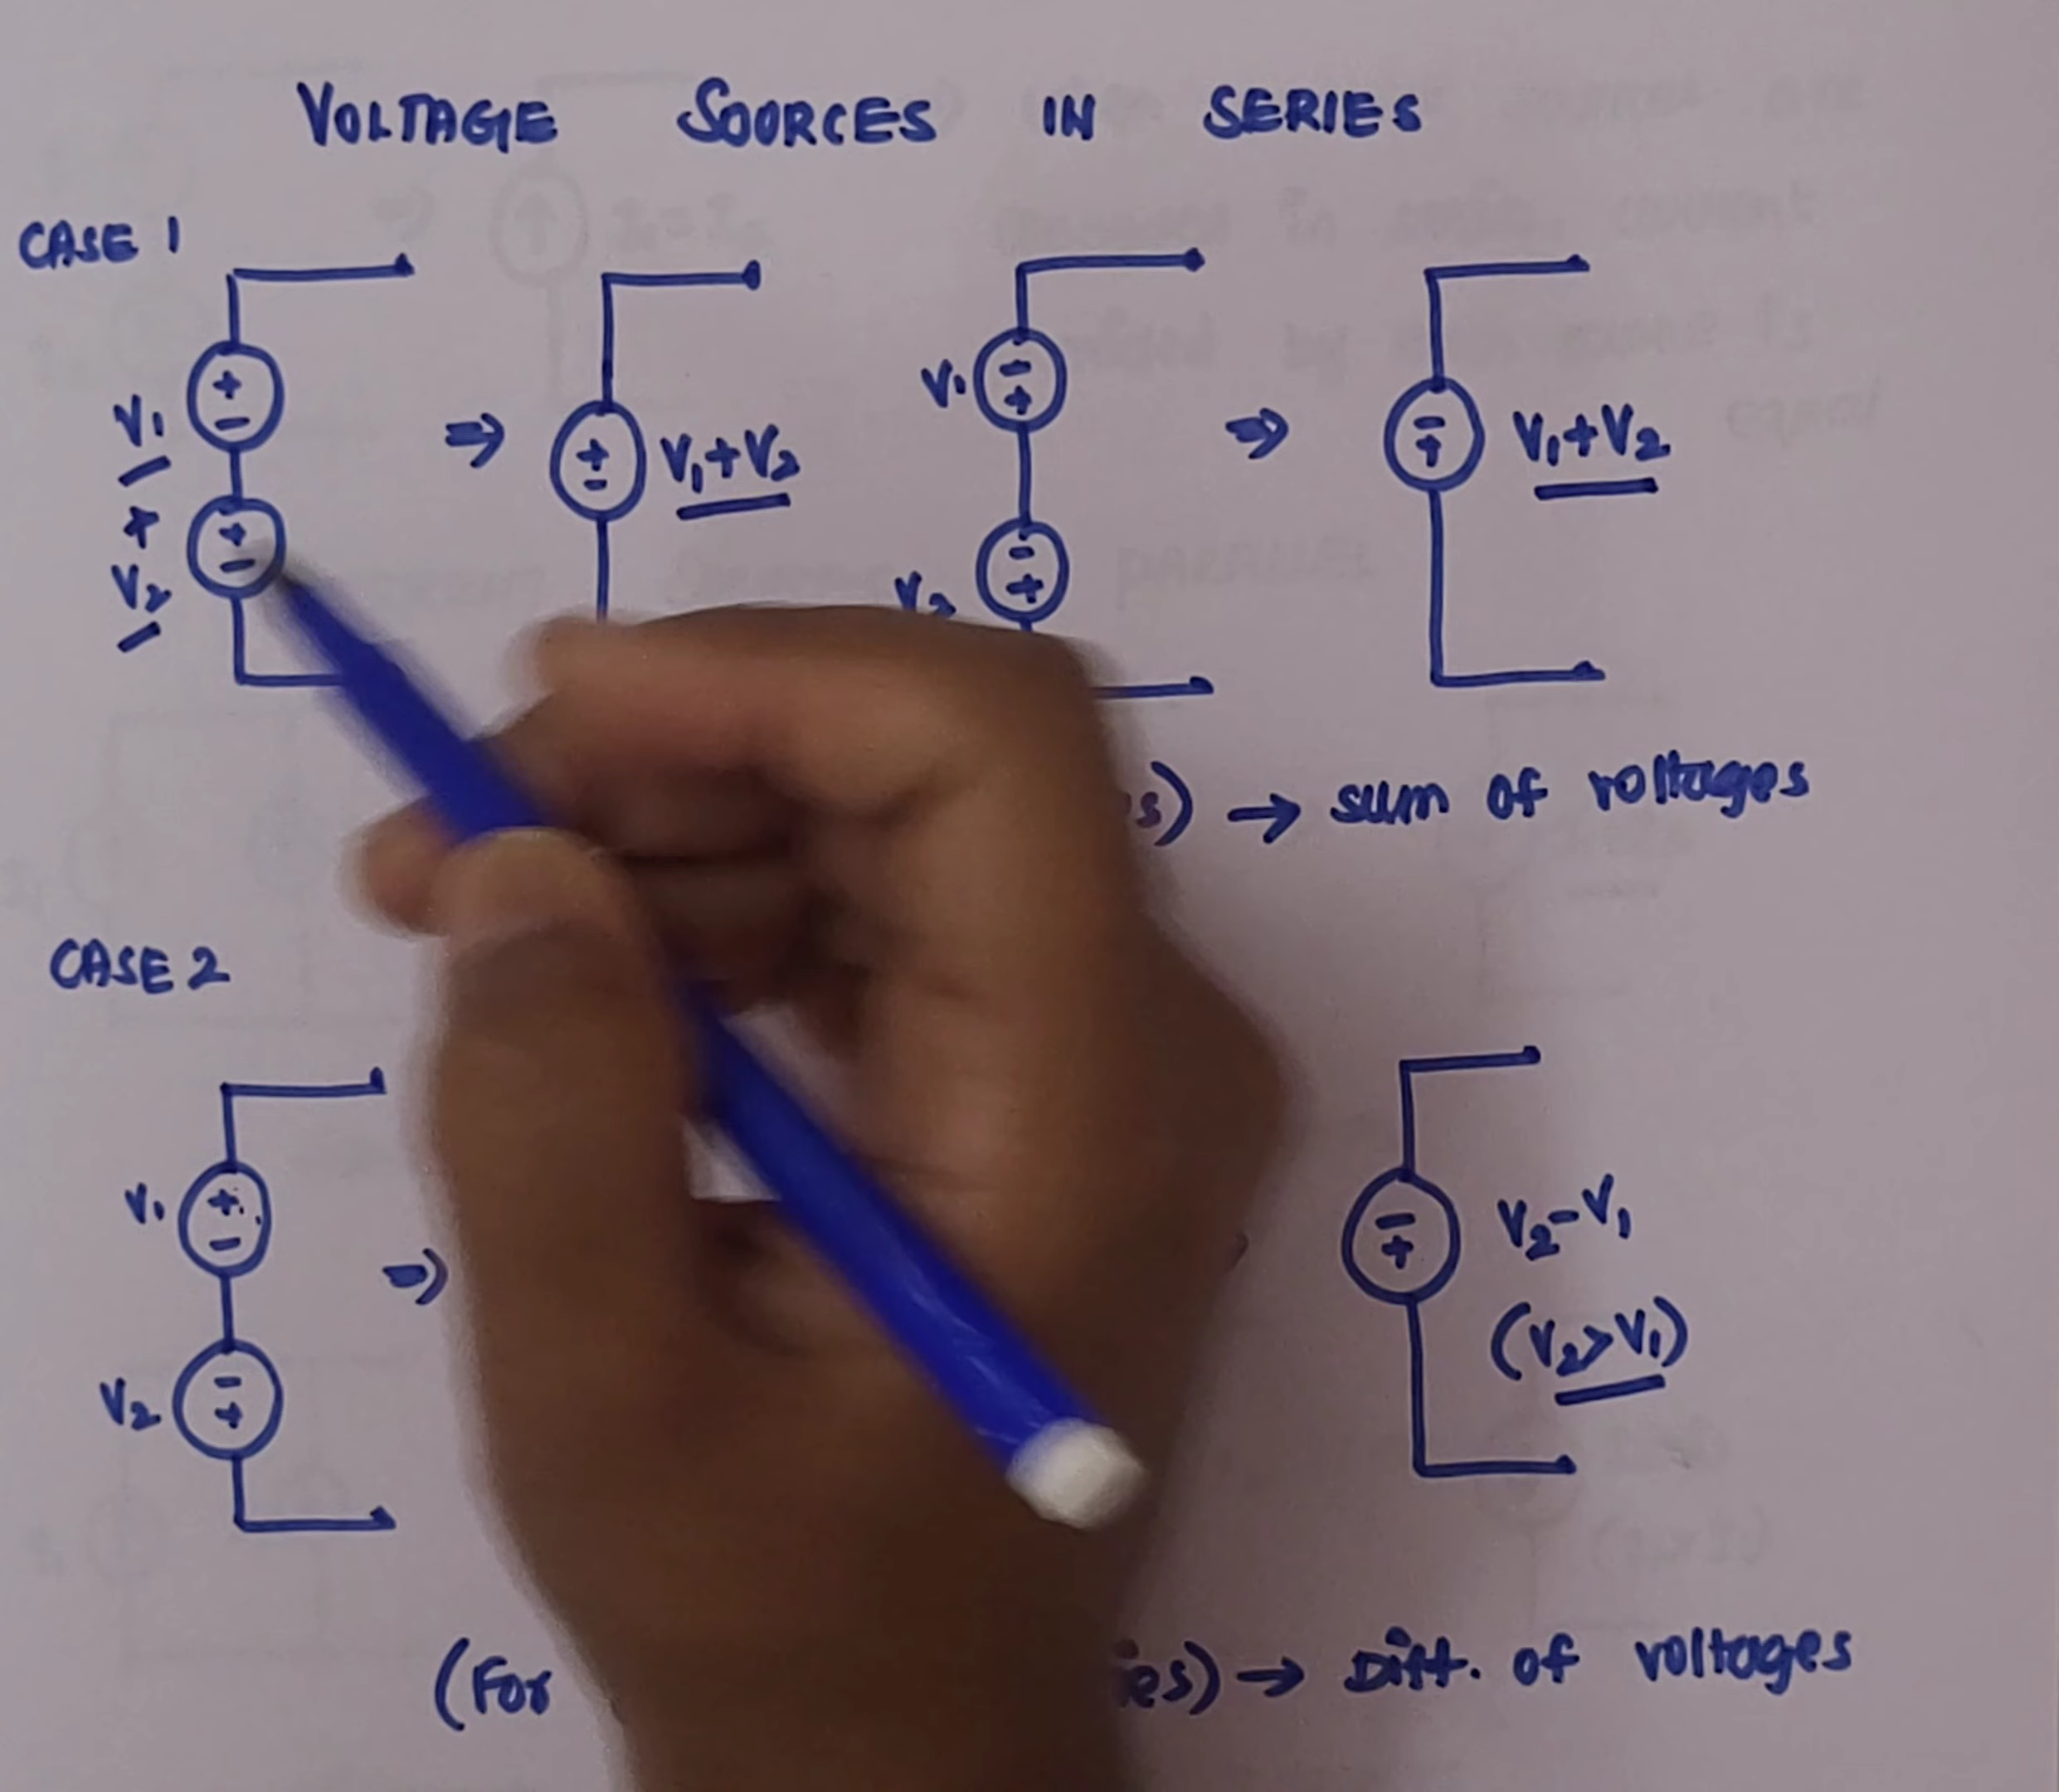 VOLTAGE SOURCES IN SERIES
CASE 1
+ − V1 + V2 + −
⇒ + − V1+V2
− + V1 − + V2
⇒ − + V1+V2
→ sum of voltages
CASE 2
V1 + −
V2 − +
⇒
− + V2-V1
(V2>V1)
(For
→ Diff. of voltages